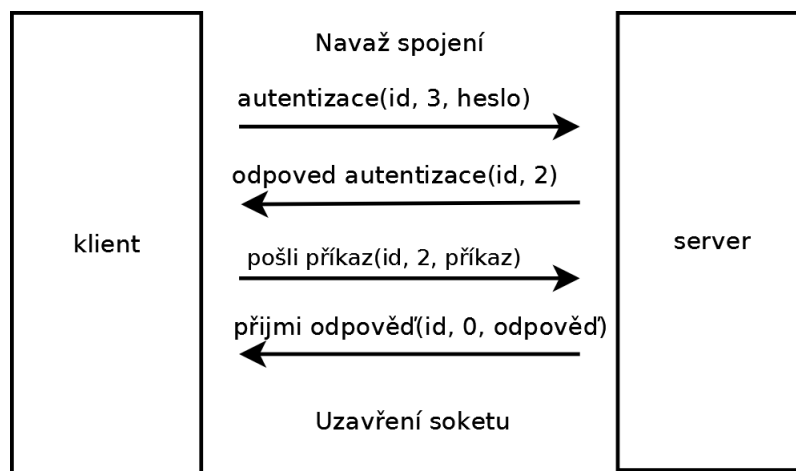 Navaž spojení
autentizace(id, 3, heslo)
odpoved autentizace(id, 2)
klient
server
pošli příkaz(id, 2, příkaz)
přijmi odpověď(id, 0, odpověď)
Uzavření soketu